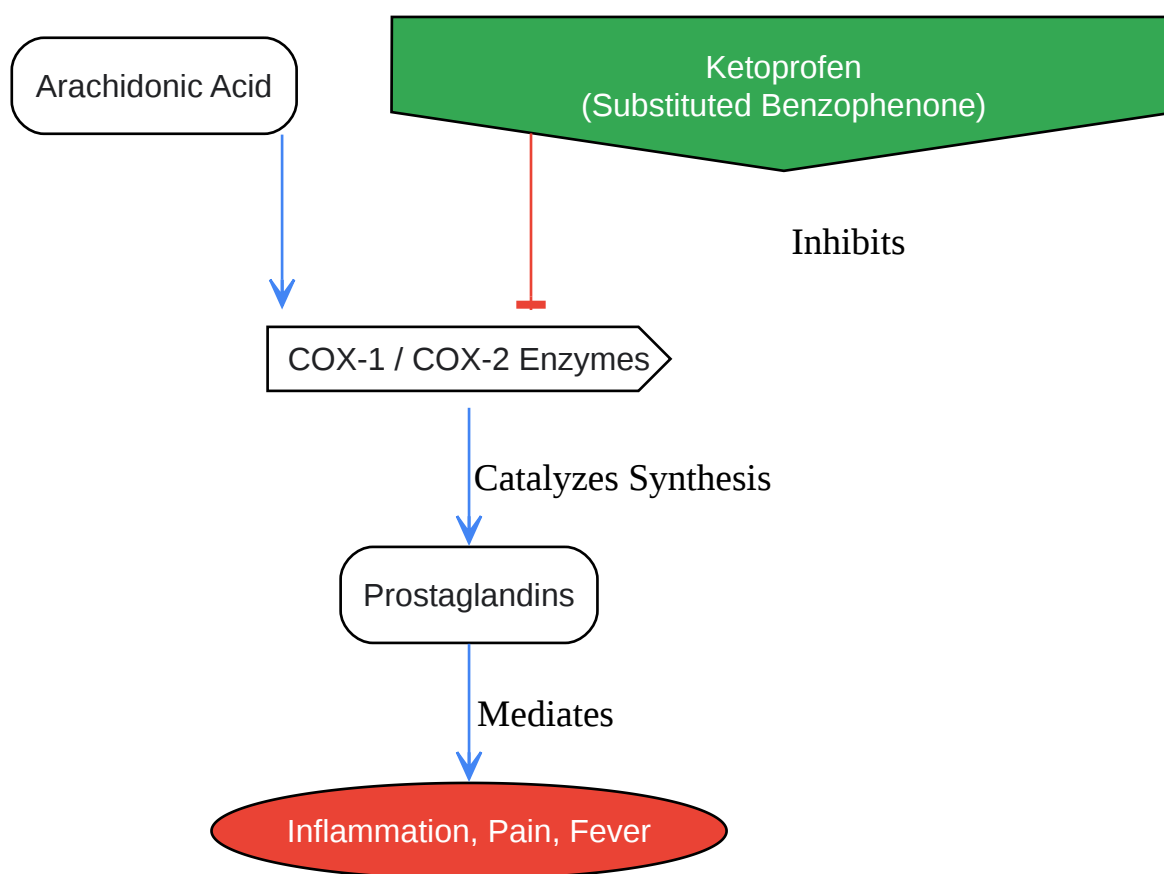 Arachidonic Acid
Ketoprofen
(Substituted Benzophenone)
Inhibits
COX-1 / COX-2 Enzymes
Catalyzes Synthesis
Prostaglandins
Mediates
Inflammation, Pain, Fever